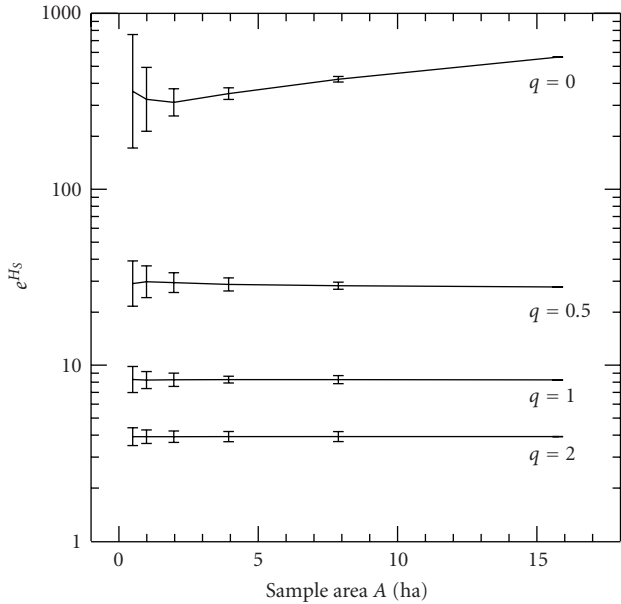 1000
q = 0
100
e^{H_S}
q = 0.5
10
q = 1
q = 2
1
0 5 10 15
Sample area A (ha)